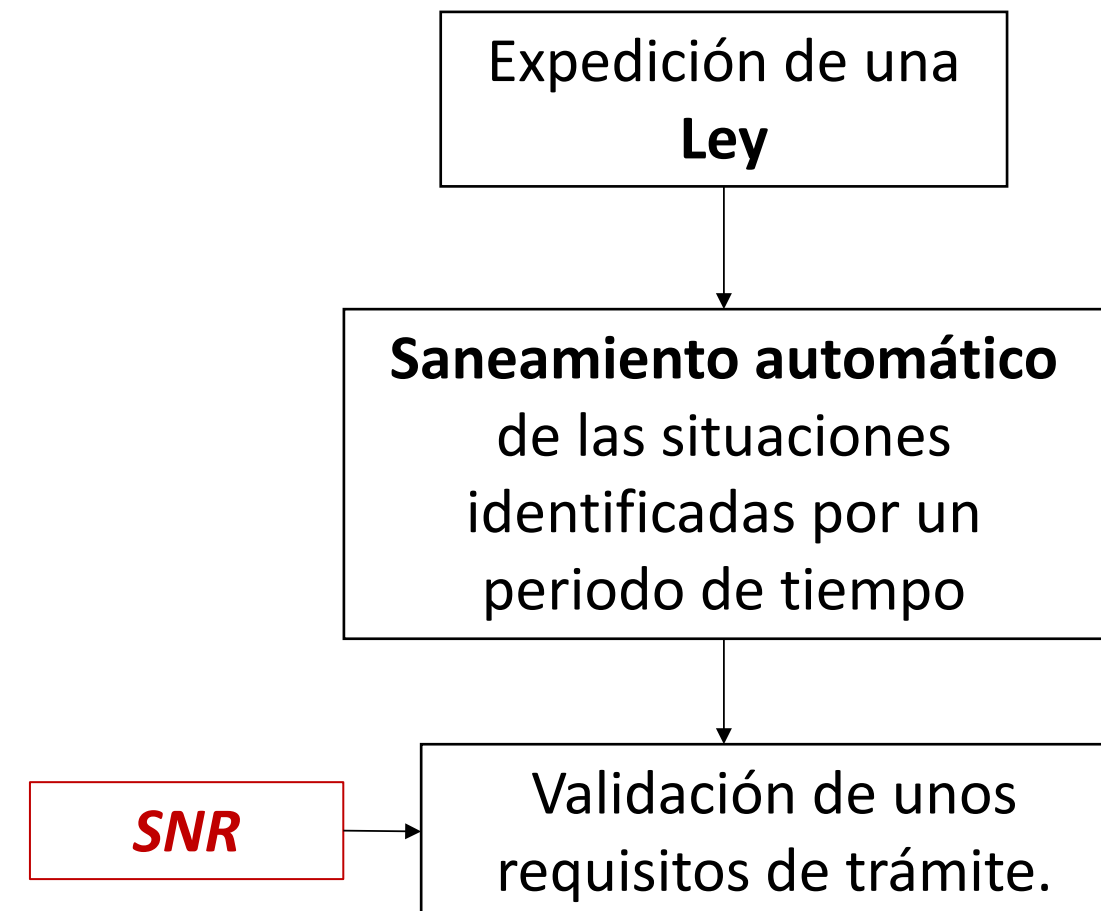 Expedición de una
Ley
Saneamiento automático
de las situaciones
identificadas por un
periodo de tiempo
SNR
Validación de unos
requisitos de trámite.